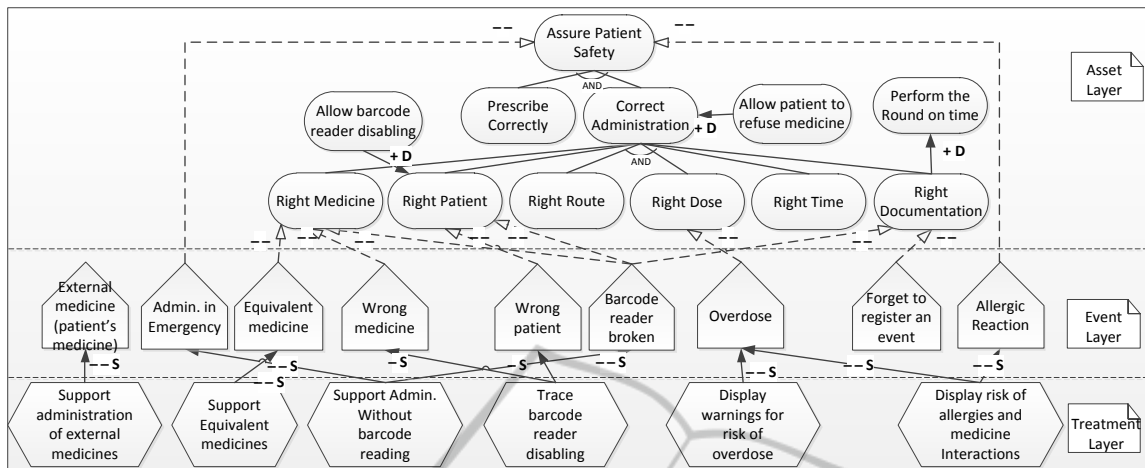 -- --
Assure Patient
Safety
Asset
Layer
AND
Prescribe
Correctly
Correct
Administration
Allow patient to
refuse medicine
Perform the
Round on time
Allow barcode
reader disabling
+ D
+ D
+ D
AND
Right Medicine
Right Patient
Right Route
Right Dose
Right Time
Right
Documentation
-- -- -- -- -- -- -- --
External
medicine
(patient's
medicine)
Admin. in
Emergency
Equivalent
medicine
Wrong
medicine
Wrong
patient
Barcode
reader
broken
Overdose
Forget to
register an
event
Allergic
Reaction
Event
Layer
-- S
-- S
-- S
- S
- S
-- S
-- S
-- S
Support
administration
of external
medicines
Support
Equivalent
medicines
Support Admin.
Without
barcode
reading
Trace
barcode
reader
disabling
Display
warnings for
risk of
overdose
Display risk of
allergies and
medicine
Interactions
Treatment
Layer